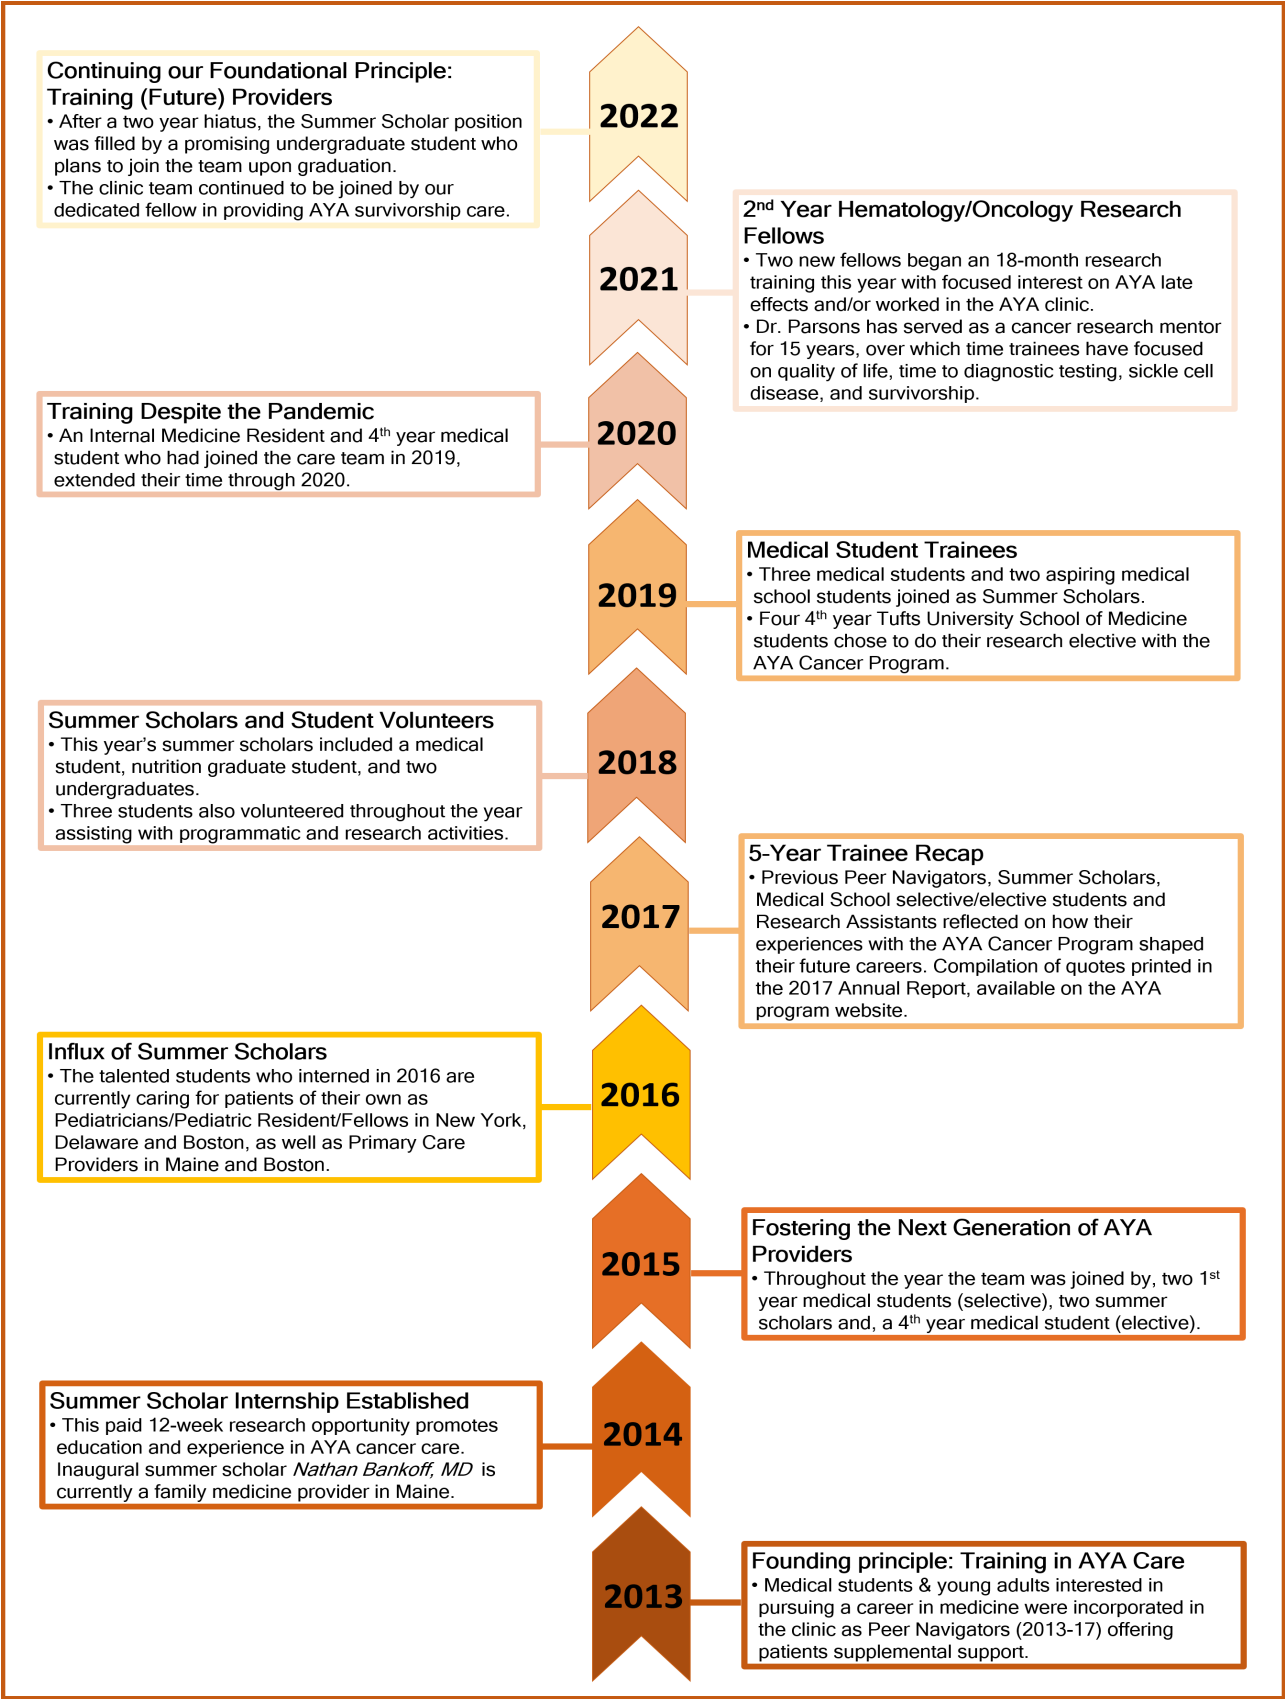 2022
Continuing our Foundational Principle:
Training (Future) Providers
• After a two year hiatus, the Summer Scholar position
was filled by a promising undergraduate student who
plans to join the team upon graduation.
• The clinic team continued to be joined by our
dedicated fellow in providing AYA survivorship care.
2021
2nd Year Hematology/Oncology Research
Fellows
• Two new fellows began an 18-month research
training this year with focused interest on AYA late
effects and/or worked in the AYA clinic.
• Dr. Parsons has served as a cancer research mentor
for 15 years, over which time trainees have focused
on quality of life, time to diagnostic testing, sickle cell
disease, and survivorship.
2020
Training Despite the Pandemic
• An Internal Medicine Resident and 4th year medical
student who had joined the care team in 2019,
extended their time through 2020.
2019
Medical Student Trainees
• Three medical students and two aspiring medical
school students joined as Summer Scholars.
• Four 4th year Tufts University School of Medicine
students chose to do their research elective with the
AYA Cancer Program.
2018
Summer Scholars and Student Volunteers
• This year’s summer scholars included a medical
student, nutrition graduate student, and two
undergraduates.
• Three students also volunteered throughout the year
assisting with programmatic and research activities.
2017
5-Year Trainee Recap
• Previous Peer Navigators, Summer Scholars,
Medical School selective/elective students and
Research Assistants reflected on how their
experiences with the AYA Cancer Program shaped
their future careers. Compilation of quotes printed in
the 2017 Annual Report, available on the AYA
program website.
2016
Influx of Summer Scholars
• The talented students who interned in 2016 are
currently caring for patients of their own as
Pediatricians/Pediatric Resident/Fellows in New York,
Delaware and Boston, as well as Primary Care
Providers in Maine and Boston.
2015
Fostering the Next Generation of AYA
Providers
• Throughout the year the team was joined by, two 1st
year medical students (selective), two summer
scholars and, a 4th year medical student (elective).
2014
Summer Scholar Internship Established
• This paid 12-week research opportunity promotes
education and experience in AYA cancer care.
Inaugural summer scholar Nathan Bankoff, MD is
currently a family medicine provider in Maine.
2013
Founding principle: Training in AYA Care
• Medical students & young adults interested in
pursuing a career in medicine were incorporated in
the clinic as Peer Navigators (2013-17) offering
patients supplemental support.